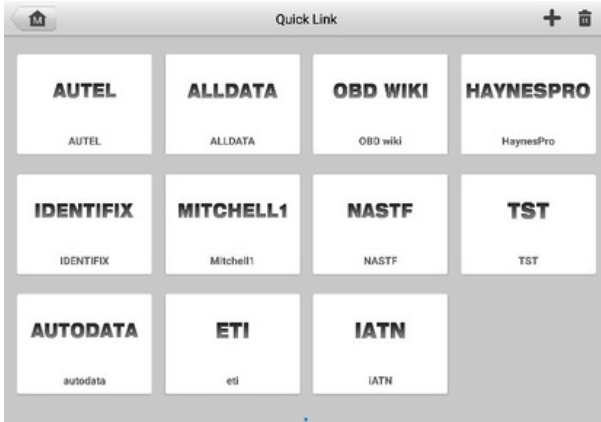 M
Quick Link
AUTEL
AUTEL
ALLDATA
ALLDATA
OBD WIKI
OBD wiki
HAYNESPRO
HaynesPro
IDENTIFIX
IDENTIFIX
MITCHELL1
Mitchell1
NASTF
NASTF
TST
TST
AUTODATA
autodata
ETI
eti
IATN
iATN